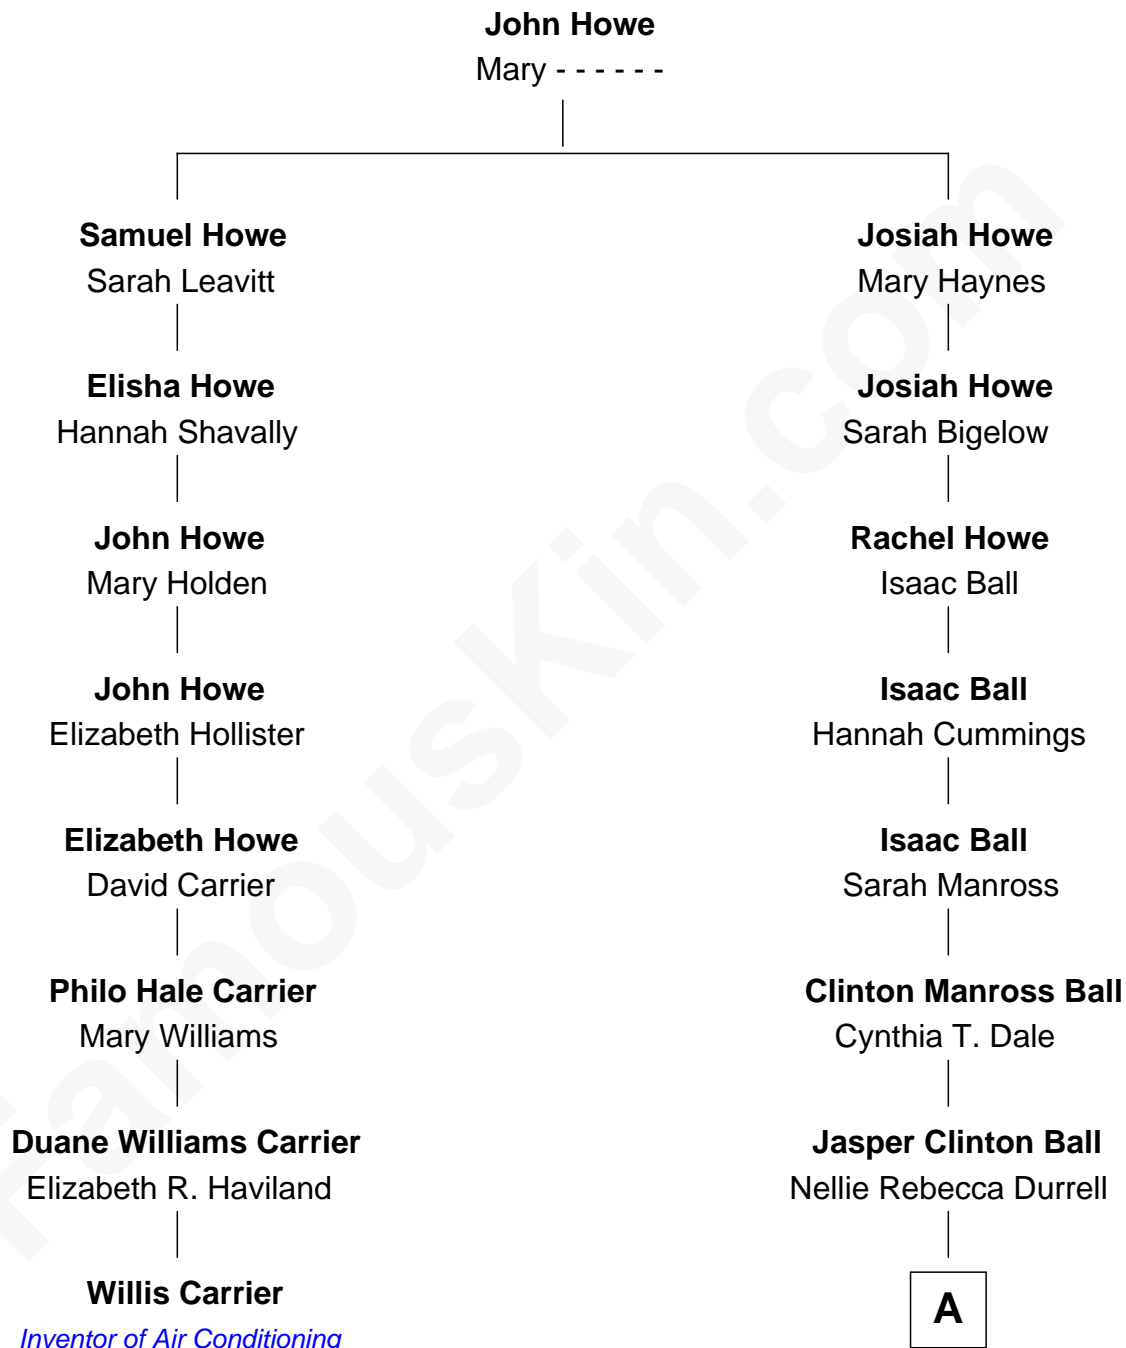 John Howe
Mary - - - - - -
Samuel Howe
Sarah Leavitt
Josiah Howe
Mary Haynes
Elisha Howe
Hannah Shavally
Josiah Howe
Sarah Bigelow
John Howe
Mary Holden
Rachel Howe
Isaac Ball
John Howe
Elizabeth Hollister
Isaac Ball
Hannah Cummings
Elizabeth Howe
David Carrier
Isaac Ball
Sarah Manross
Philo Hale Carrier
Mary Williams
Clinton Manross Ball
Cynthia T. Dale
Duane Williams Carrier
Elizabeth R. Haviland
Jasper Clinton Ball
Nellie Rebecca Durrell
Willis Carrier
Inventor of Air Conditioning
A
FamousKin.com